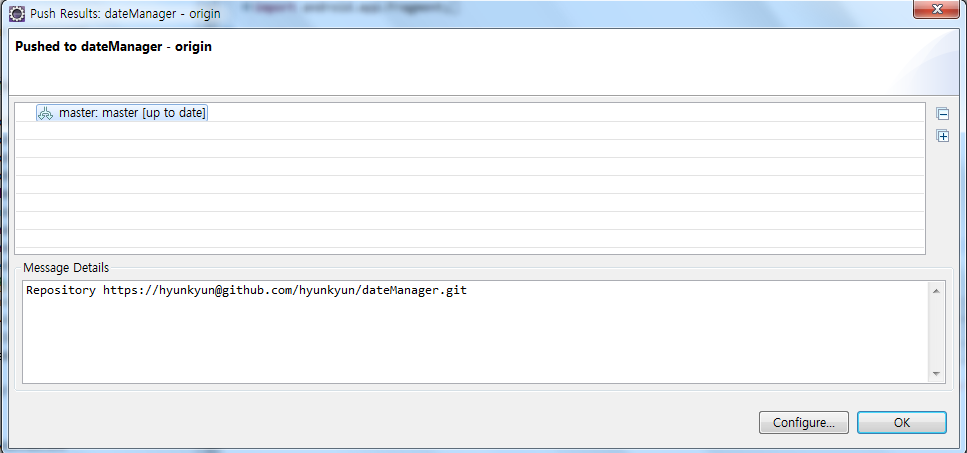 import android.app.Fragment;
Push Results: dateManager - origin
Pushed to dateManager - origin
master: master [up to date]
Message Details
Repository https://hyunkyun@github.com/hyunkyun/dateManager.git
Configure...
OK